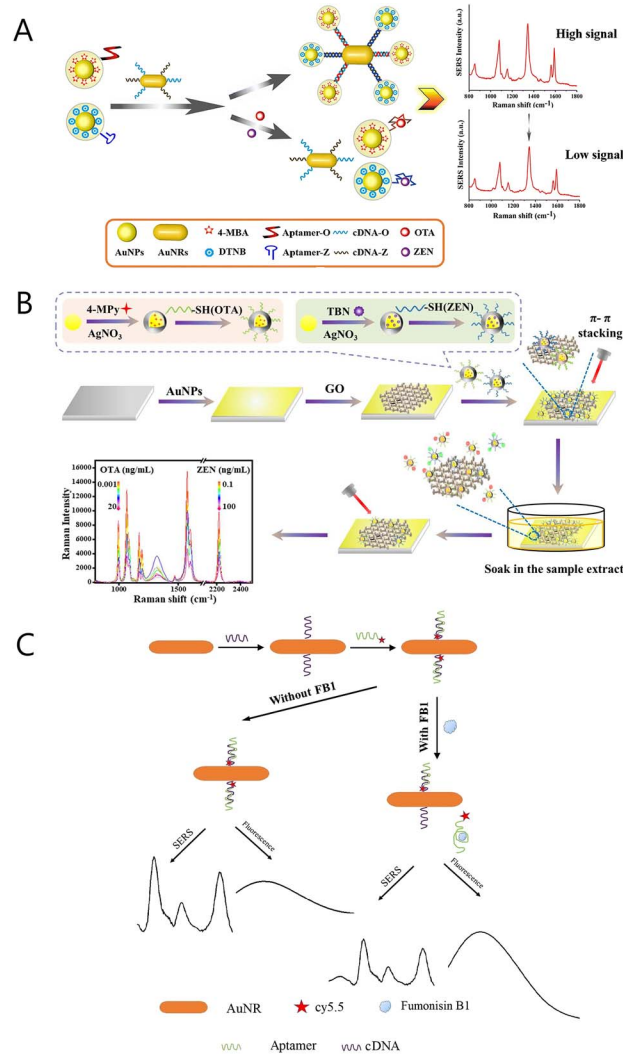 A
SERS Intensity (a.u.)
High signal
800 1000 1200 1400 1600 1800
Raman shift (cm-1)
OTA
ZEN
SERS Intensity (a.u.)
Low signal
800 1000 1200 1400 1600 1800
Raman shift (cm-1)
4-MBA Aptamer-O cDNA-O OTA
AuNPs AuNRs DTNB Aptamer-Z cDNA-Z ZEN
B
4-MPy -SH(OTA)
AgNO3
TBN -SH(ZEN)
AgNO3
π- π
stacking
AuNPs
GO
Raman Intensity
16000
14000
12000
10000
8000
6000
4000
2000
0
OTA (ng/mL) ZEN (ng/mL)
0.001 0.1
20 100
1000 1500 2200 2400
Raman shift (cm-1)
Soak in the sample extract
C
Without FB1
With FB1
SERS
Fluorescence
SERS
Fluorescence
AuNR cy5.5 Fumonisin B1
Aptamer cDNA